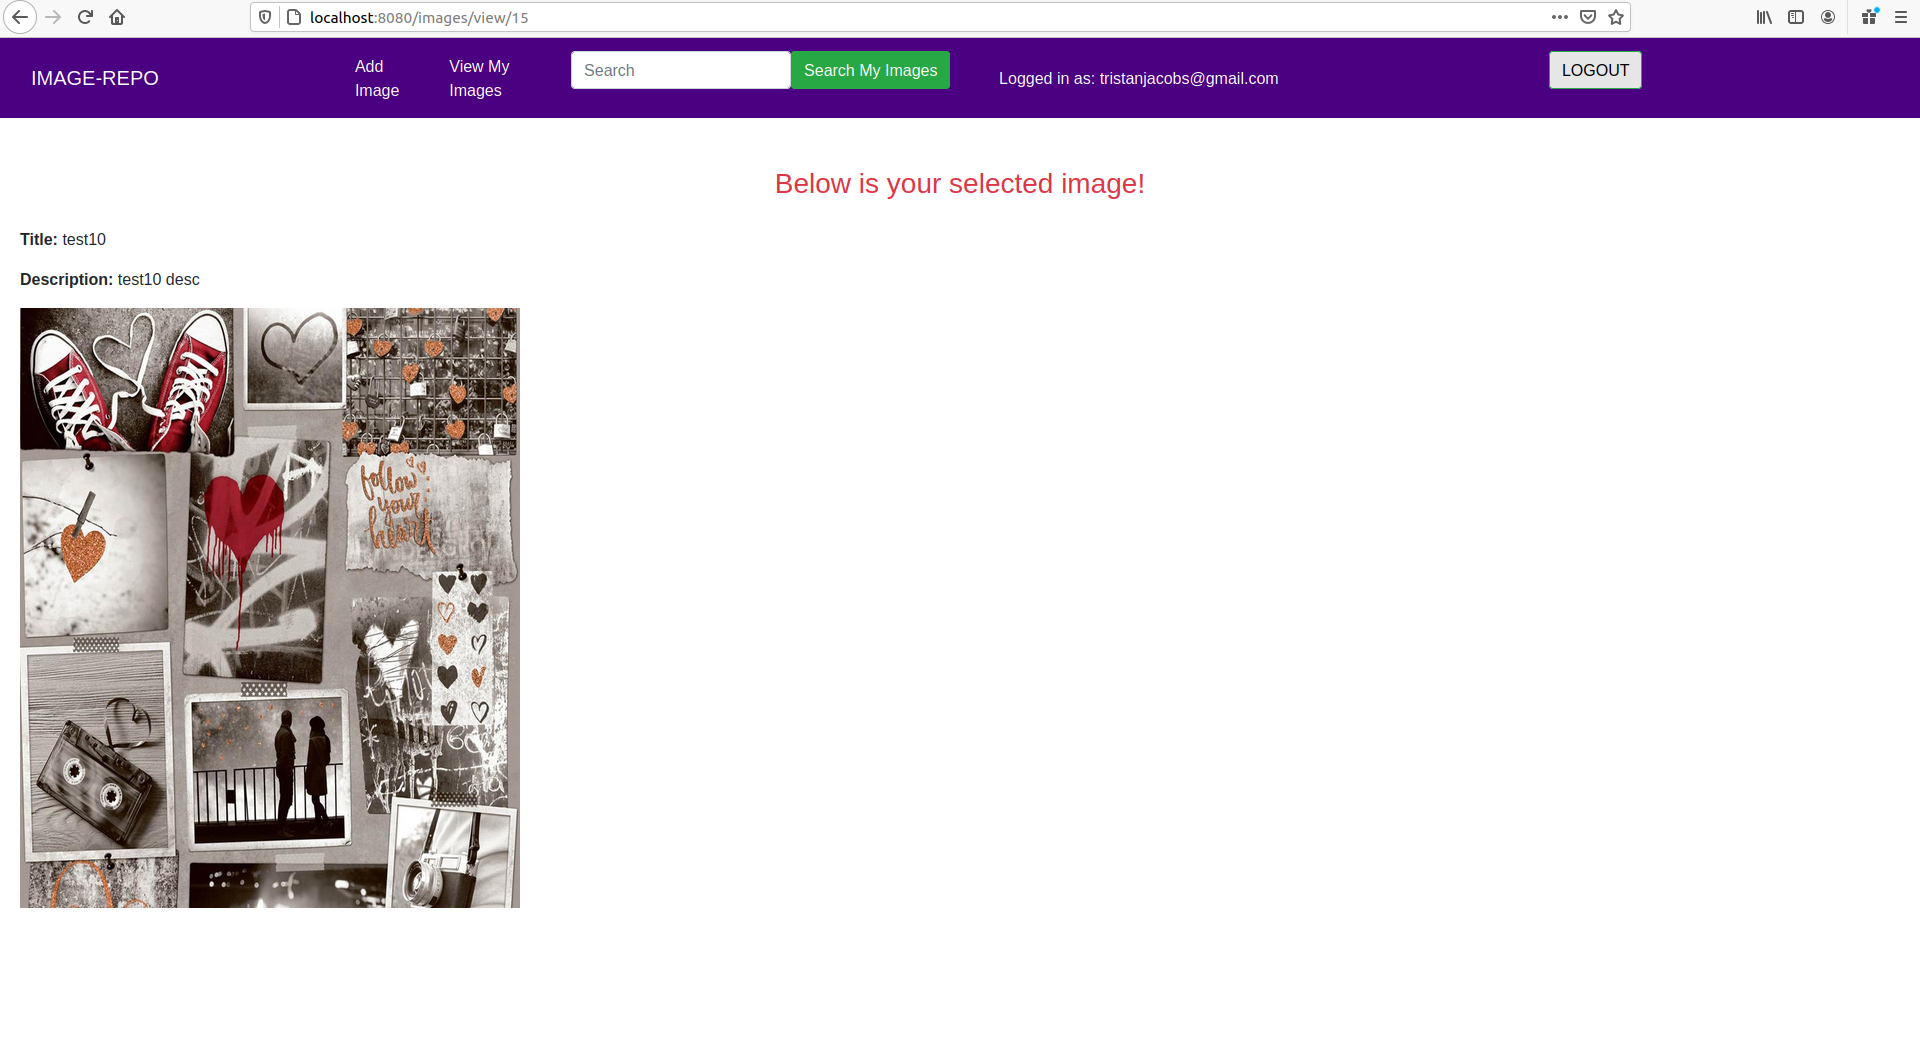 localhost:8080/images/view/15
IMAGE-REPO
Add Image
View My Images
Search
Search My Images
Logged in as: tristanjacobs@gmail.com
LOGOUT
Below is your selected image!
Title: test10
Description: test10 desc
follow
your
heart